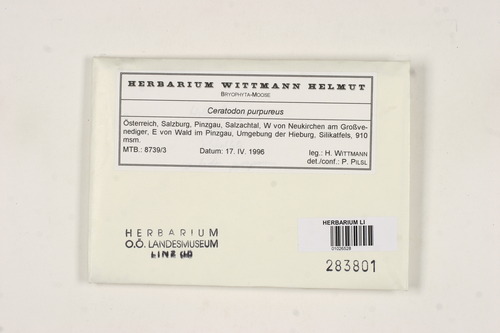 HERBARIUM WITTMANN HELMUT
BRYOPHYTA-MOOSE
Ceratodon purpureus
Österreich, Salzburg, Pinzgau, Salzachtal, W von Neukirchen am Großve-
nediger, E von Wald im Pinzgau, Umgebung der Hieburg, Silikatfels, 910
msm.
MTB.: 8739/3 Datum: 17. IV. 1996 leg.: H. WITTMANN
det./conf.: P. PILSL
HERBARIUM LI
HERBARIUM
O.Ö. LANDESMUSEUM
LINZ
283801